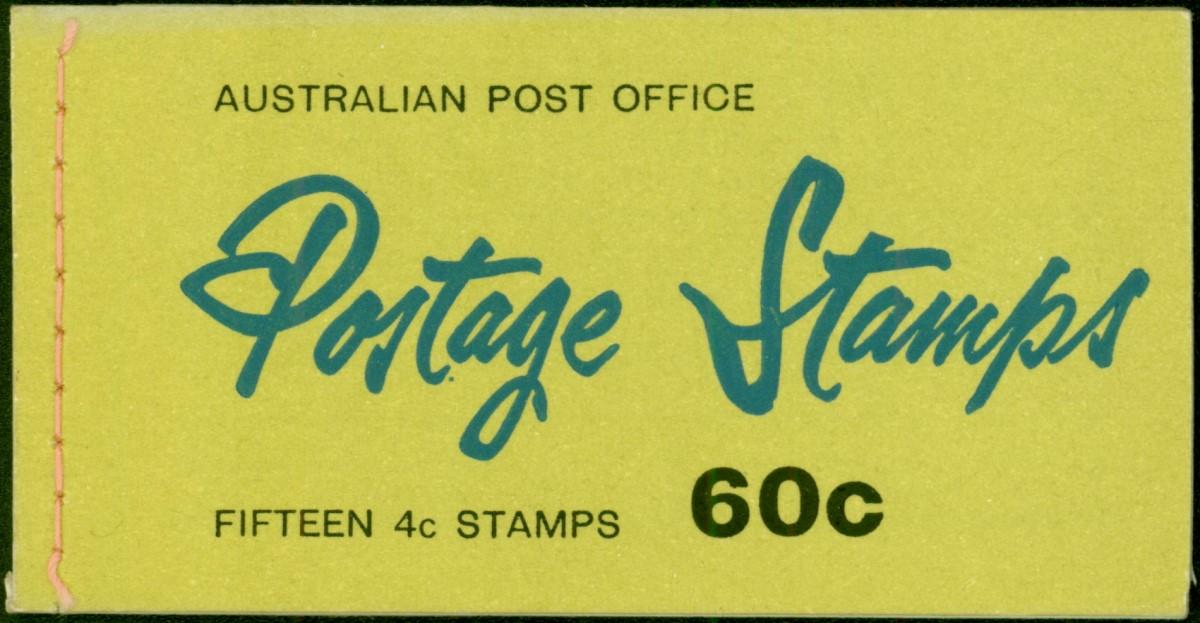 AUSTRALIAN POST OFFICE
Postage Stamps
FIFTEEN 4c STAMPS 60c